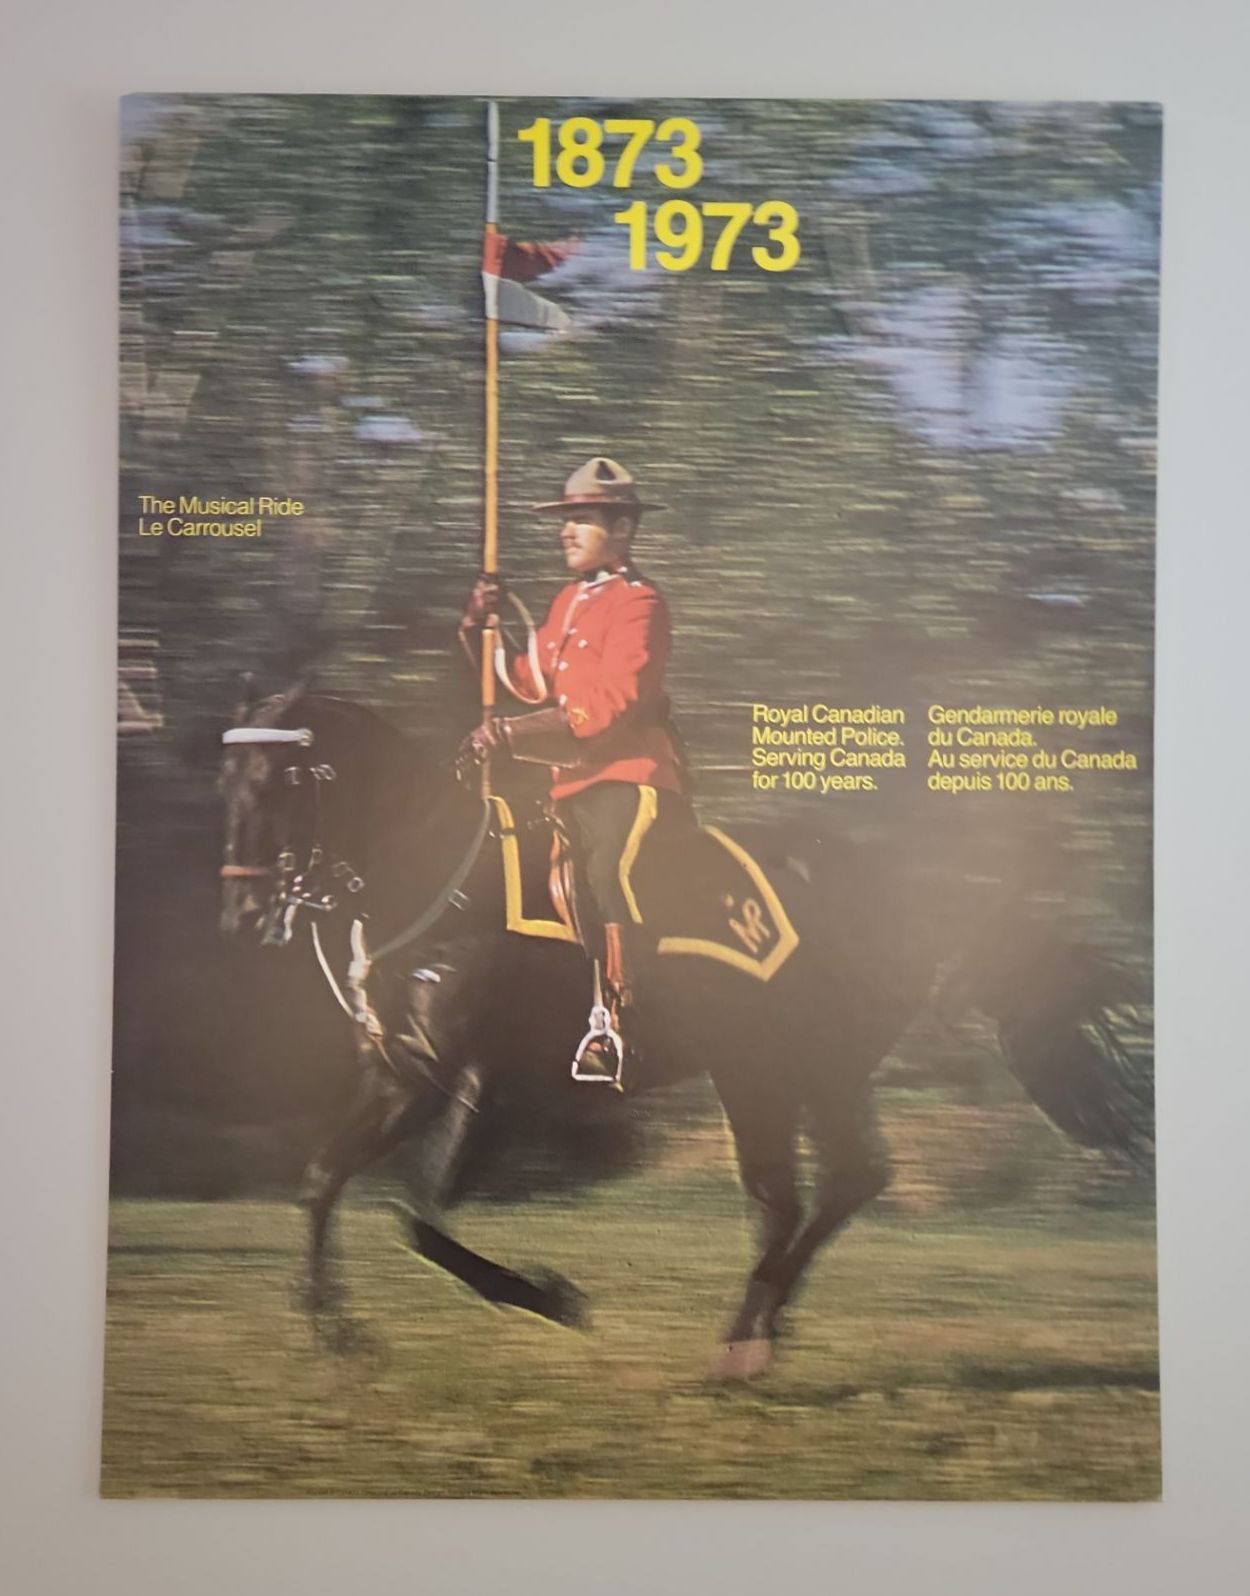 1873
1973
The Musical Ride
Le Carrousel
Royal Canadian
Mounted Police.
Serving Canada
for 100 years.
Gendarmerie royale
du Canada.
Au service du Canada
depuis 100 ans.
MP